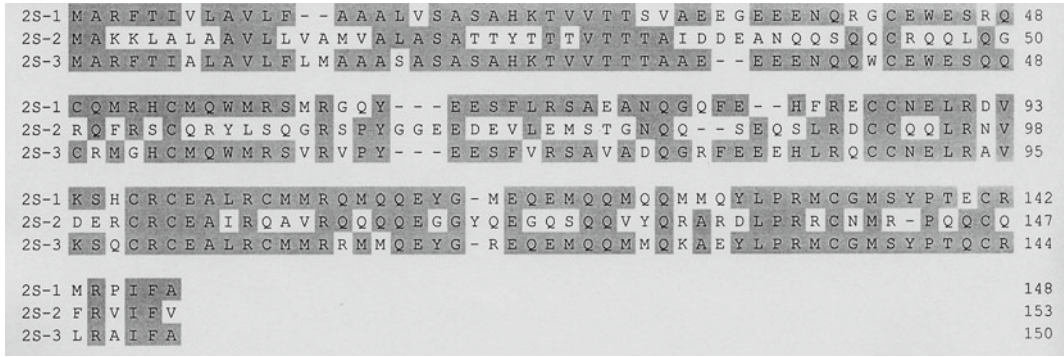 2S-1 M A R F T I V L A V L F - - A A A L V S A S A H K T V V T T S V A E E G E E E N Q R G C E W E S R Q 48
2S-2 M A K K L A L A A V L L V A M V A L A S A T T Y T T T V T T T A I D D E A N Q Q S Q Q C R Q Q L Q G 50
2S-3 M A R F T I A L A V L F L M A A A S A S A S A H K T V V T T T A A E - - E E E N Q Q W C E W E S Q Q 48
2S-1 C Q M R H C M Q W M R S M R G Q Y - - - E E S F L R S A E A N Q G Q F E - - H F R E C C N E L R D V 93
2S-2 R Q F R S C Q R Y L S Q G R S P Y G G E E D E V L E M S T G N Q Q - - S E Q S L R D C C Q Q L R N V 98
2S-3 C R M G H C M Q W M R S V R V P Y - - - E E S F V R S A V A D Q G R F E E E H L R Q C C N E L R A V 95
2S-1 K S H C R C E A L R C M M R Q M Q Q E Y G - M E Q E M Q Q M Q Q M M Q Y L P R M C G M S Y P T E C R 142
2S-2 D E R C R C E A I R Q A V R Q Q Q Q E G G Y Q E G Q S Q Q V Y Q R A R D L P R R C N M R - P Q Q C Q 147
2S-3 K S Q C R C E A L R C M M R R M M Q E Y G - R E Q E M Q Q M M Q K A E Y L P R M C G M S Y P T Q C R 144
2S-1 M R P I F A 148
2S-2 F R V I F V 153
2S-3 L R A I F A 150